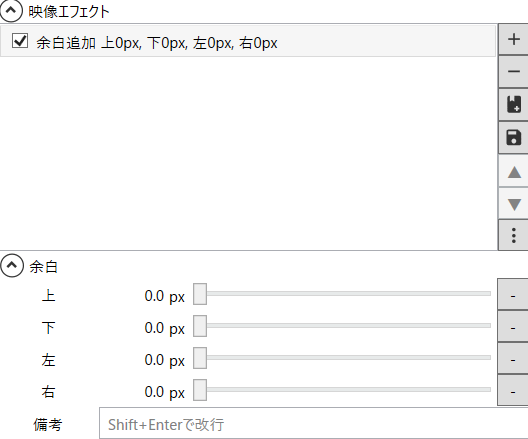 映像エフェクト
余白追加 上0px, 下0px, 左0px, 右0px
余白
上 0.0 px -
下 0.0 px -
左 0.0 px -
右 0.0 px -
備考 Shift+Enterで改行